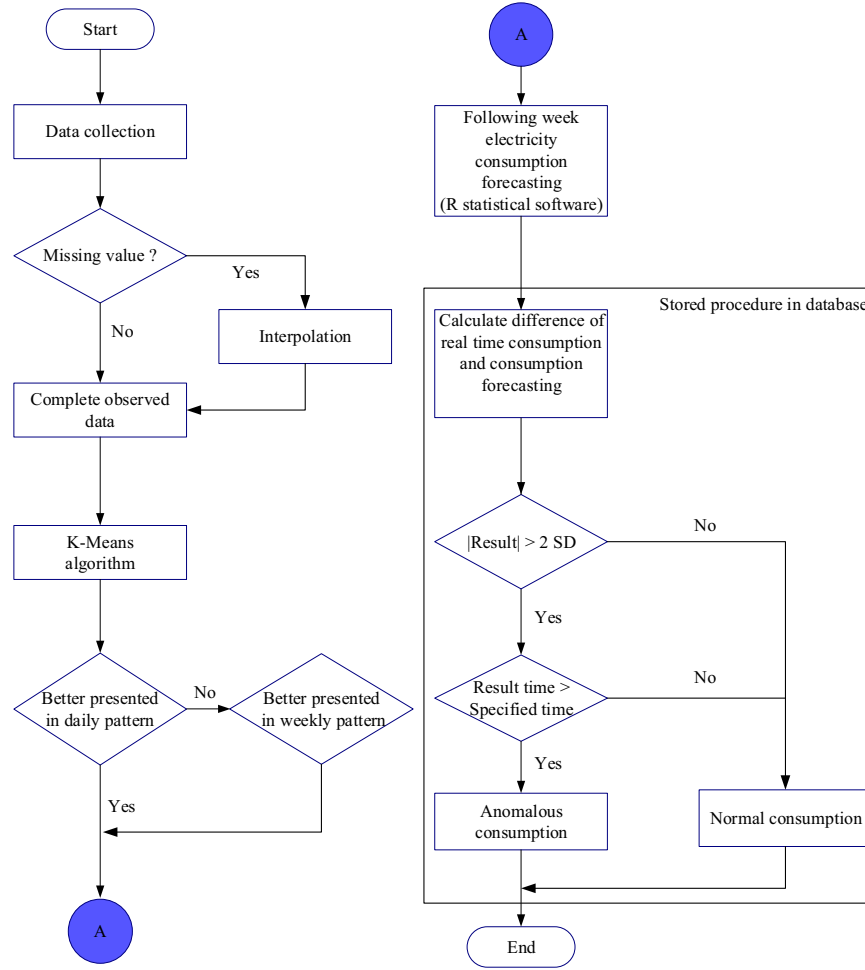 Start
Data collection
Missing value ?
Yes
No
Interpolation
Complete observed
data
K-Means
algorithm
Better presented
in daily pattern
No
Better presented
in weekly pattern
Yes
A
A
Following week
electricity
consumption
forecasting
(R statistical software)
Stored procedure in database
Calculate difference of
real time consumption
and consumption
forecasting
|Result| > 2 SD
No
Yes
Result time >
Specified time
No
Yes
Anomalous
consumption
Normal consumption
End